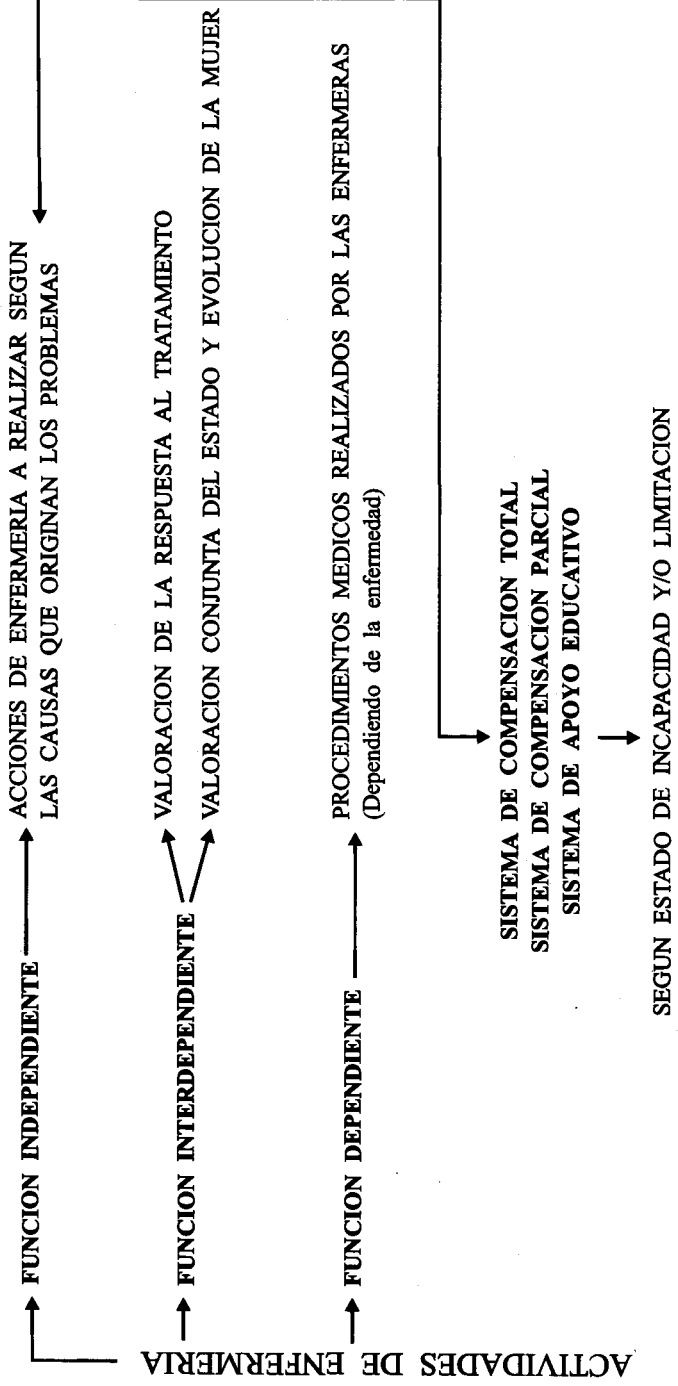 ACTIVIDADES DE ENFERMERIA
FUNCION INDEPENDIENTE
ACCIONES DE ENFERMERIA A REALIZAR SEGUN
LAS CAUSAS QUE ORIGINAN LOS PROBLEMAS
FUNCION INTERDEPENDIENTE
VALORACION DE LA RESPUESTA AL TRATAMIENTO
VALORACION CONJUNTA DEL ESTADO Y EVOLUCION DE LA MUJER
FUNCION DEPENDIENTE
PROCEDIMIENTOS MEDICOS REALIZADOS POR LAS ENFERMERAS
(Dependiendo de la enfermedad)
SISTEMA DE COMPENSACION TOTAL
SISTEMA DE COMPENSACION PARCIAL
SISTEMA DE APOYO EDUCATIVO
SEGUN ESTADO DE INCAPACIDAD Y/O LIMITACION